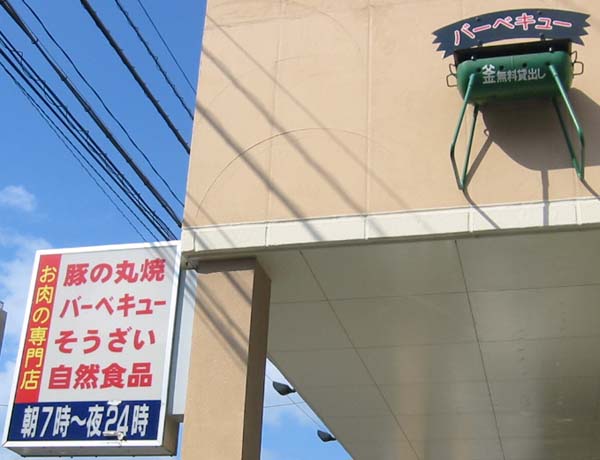 バーベキュー
釜無料貸出し
お肉の専門店
豚の丸焼
バーベキュー
そうざい
自然食品
朝7時～夜24時